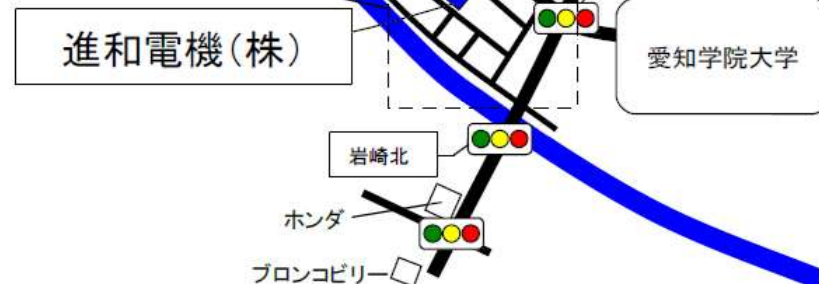 進和電機(株)
愛知学院大学
岩崎北
ホンダ
ブロンコビリー